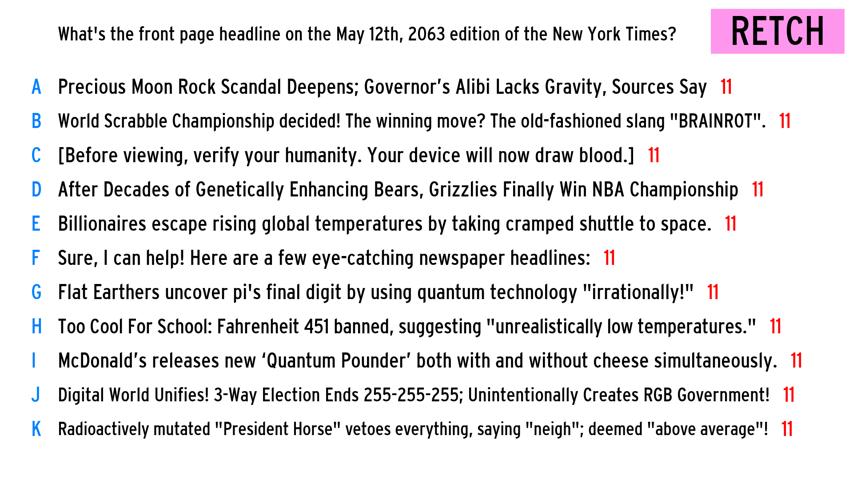 What's the front page headline on the May 12th, 2063 edition of the New York Times?
RETCH
A Precious Moon Rock Scandal Deepens; Governor’s Alibi Lacks Gravity, Sources Say 11
B World Scrabble Championship decided! The winning move? The old-fashioned slang "BRAINROT". 11
C [Before viewing, verify your humanity. Your device will now draw blood.] 11
D After Decades of Genetically Enhancing Bears, Grizzlies Finally Win NBA Championship 11
E Billionaires escape rising global temperatures by taking cramped shuttle to space. 11
F Sure, I can help! Here are a few eye-catching newspaper headlines: 11
G Flat Earthers uncover pi's final digit by using quantum technology "irrationally!" 11
H Too Cool For School: Fahrenheit 451 banned, suggesting "unrealistically low temperatures." 11
I McDonald’s releases new ‘Quantum Pounder’ both with and without cheese simultaneously. 11
J Digital World Unifies! 3-Way Election Ends 255-255-255; Unintentionally Creates RGB Government! 11
K Radioactively mutated "President Horse" vetoes everything, saying "neigh"; deemed "above average"! 11